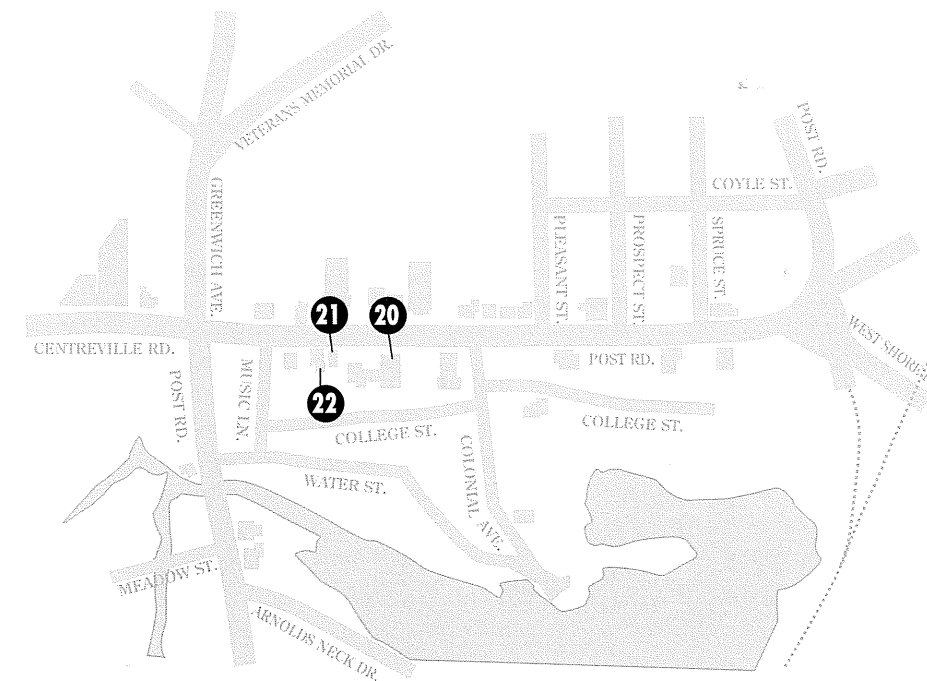 VETERANS MEMORIAL DR.
POST RD.
COYLE ST.
GREENWICH AVE.
PLEASANT ST.
PROSPECT ST.
SPRUCE ST.
21
20
CENTREVILLE RD.
POST RD.
WEST SHORE
MUSIC LN.
POST RD.
22
COLLEGE ST.
COLLEGE ST.
COLONIAL AVE.
WATER ST.
MEADOW ST.
ARNOLDS NECK DR.